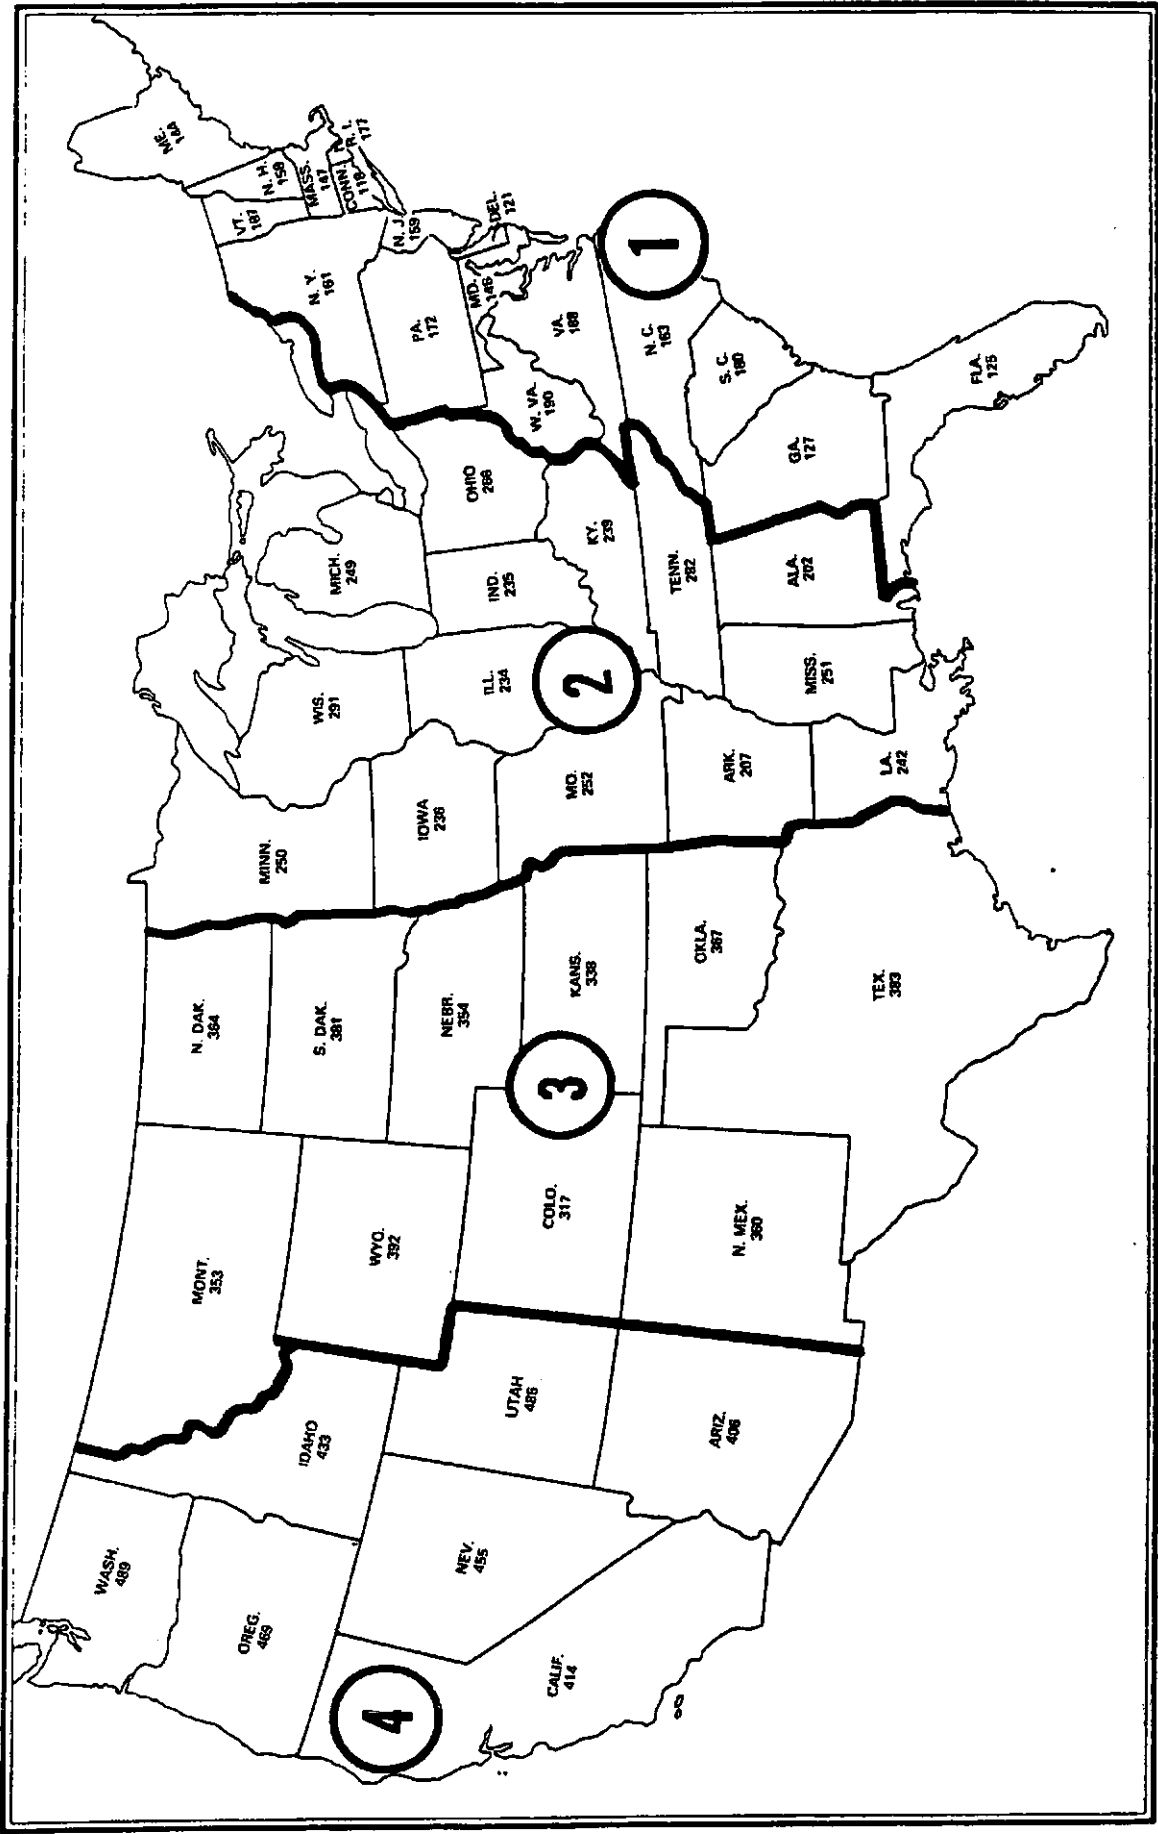 WASH.
489
OREG.
469
CALIF.
414
4
NEV.
455
IDAHO
433
UTAH
486
ARIZ.
406
MONT.
353
WYO.
392
COLO.
317
N. MEX.
360
3
N. DAK.
364
S. DAK.
381
NEBR.
354
KANS.
338
OKLA.
367
TEX.
383
MINN.
250
IOWA
236
MO.
252
ARK.
207
LA.
242
WIS.
291
ILL.
234
2
MISS.
251
MICH.
249
IND.
235
OHIO
266
KY.
239
TENN.
282
ALA.
202
ME.
144
N. H.
158
VT.
187
MASS.
147
R. I.
177
CONN.
118
N. Y.
161
N. J.
159
PA.
172
DEL.
121
MD.
146
W. VA.
190
VA.
188
1
N. C.
163
S. C.
180
GA.
127
FLA.
125